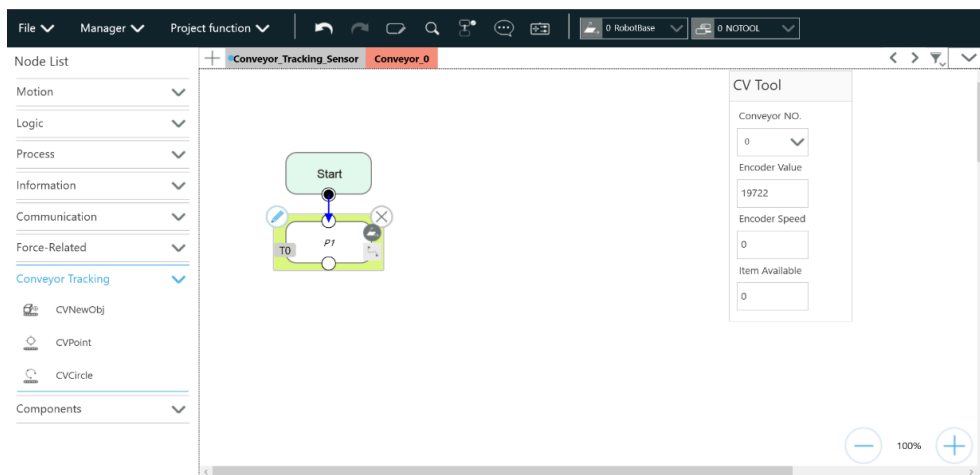 File
Manager
Project function
0 RobotBase
0 NOTOOL
Node List
Conveyor_Tracking_Sensor
Conveyor_0
Motion
Logic
Process
Information
Communication
Force-Related
Conveyor Tracking
CVNewObj
CVPoint
CVCircle
Components
Start
P1
T0
CV Tool
Conveyor NO.
0
Encoder Value
19722
Encoder Speed
0
Item Available
0
100%